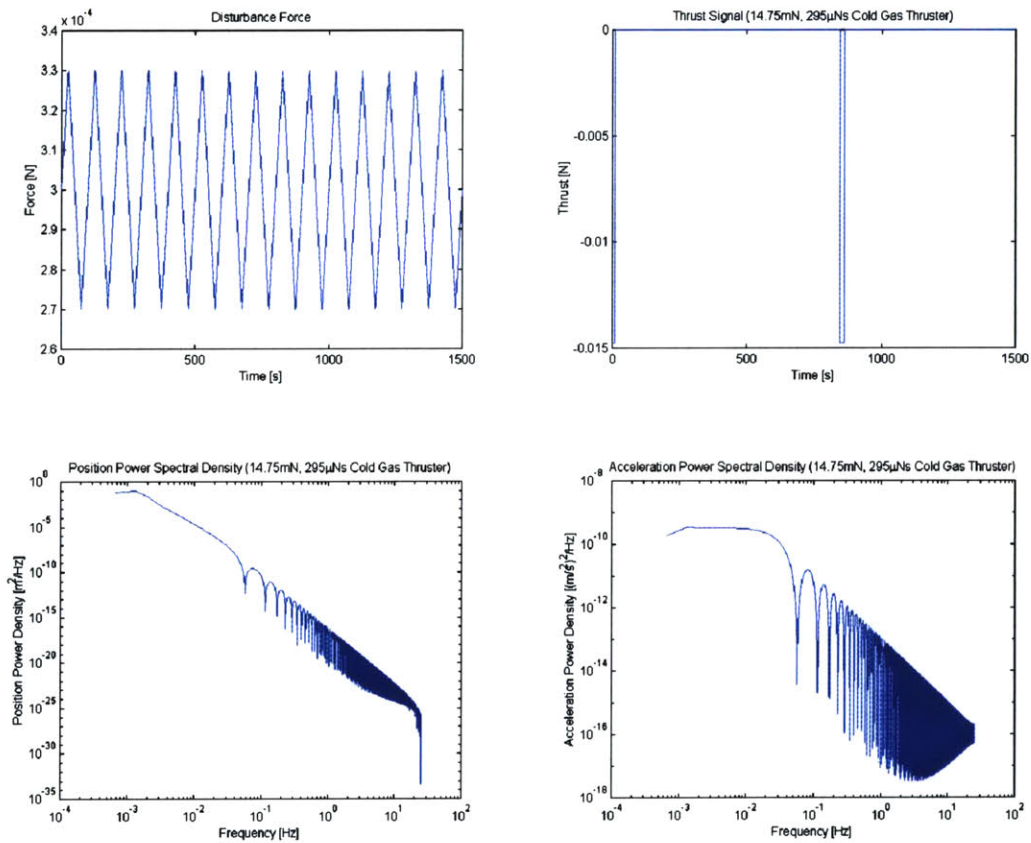 Disturbance Force
x 10^-4
3.4
3.3
3.2
3.1
3
2.9
2.8
2.7
2.6
Force [N]
0 500 1000 1500
Time [s]
Thrust Signal (14.75mN, 295µNs Cold Gas Thruster)
0
-0.005
-0.01
-0.015
Thrust [N]
0 500 1000 1500
Time [s]
Position Power Spectral Density (14.75mN, 295µNs Cold Gas Thruster)
10^0
10^-5
10^-10
10^-15
10^-20
10^-25
10^-30
10^-35
Position Power Density [m²/Hz]
10^-4 10^-3 10^-2 10^-1 10^0 10^1 10^2
Frequency [Hz]
Acceleration Power Spectral Density (14.75mN, 295µNs Cold Gas Thruster)
10^-8
10^-10
10^-12
10^-14
10^-16
10^-18
Acceleration Power Density [(m/s²)²/Hz]
10^-4 10^-3 10^-2 10^-1 10^0 10^1 10^2
Frequency [Hz]